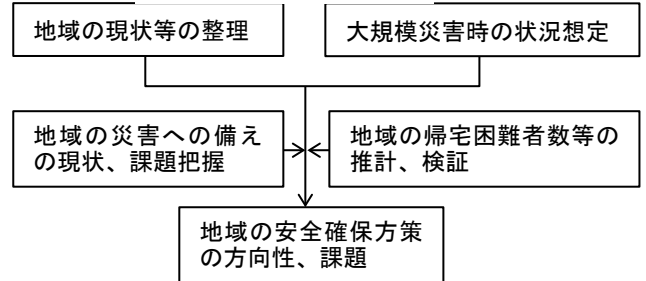 地域の現状等の整理
大規模災害時の状況想定
地域の災害への備え
の現状、課題把握
地域の帰宅困難者数等の
推計、検証
地域の安全確保方策
の方向性、課題